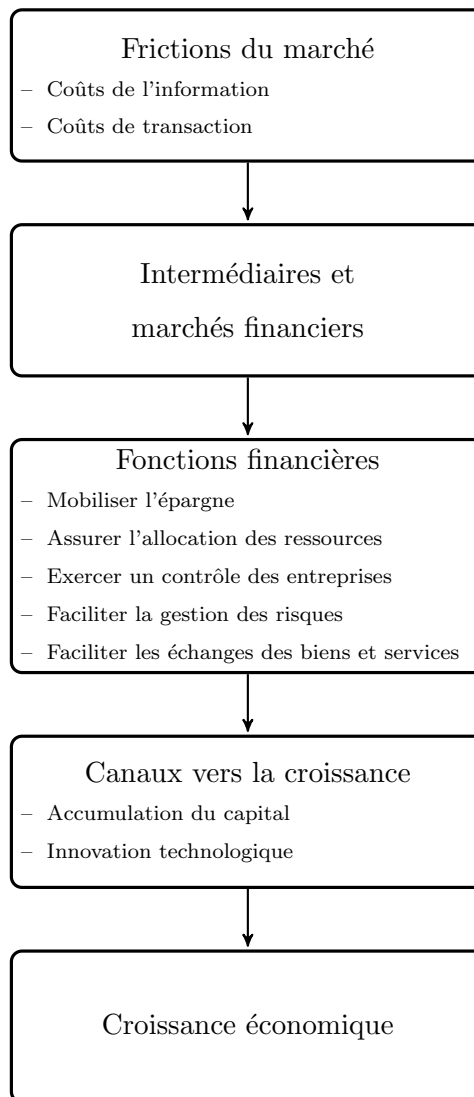 Frictions du marché
– Coûts de l'information
– Coûts de transaction
Intermédiaires et
marchés financiers
Fonctions financières
– Mobiliser l'épargne
– Assurer l'allocation des ressources
– Exercer un contrôle des entreprises
– Faciliter la gestion des risques
– Faciliter les échanges des biens et services
Canaux vers la croissance
– Accumulation du capital
– Innovation technologique
Croissance économique